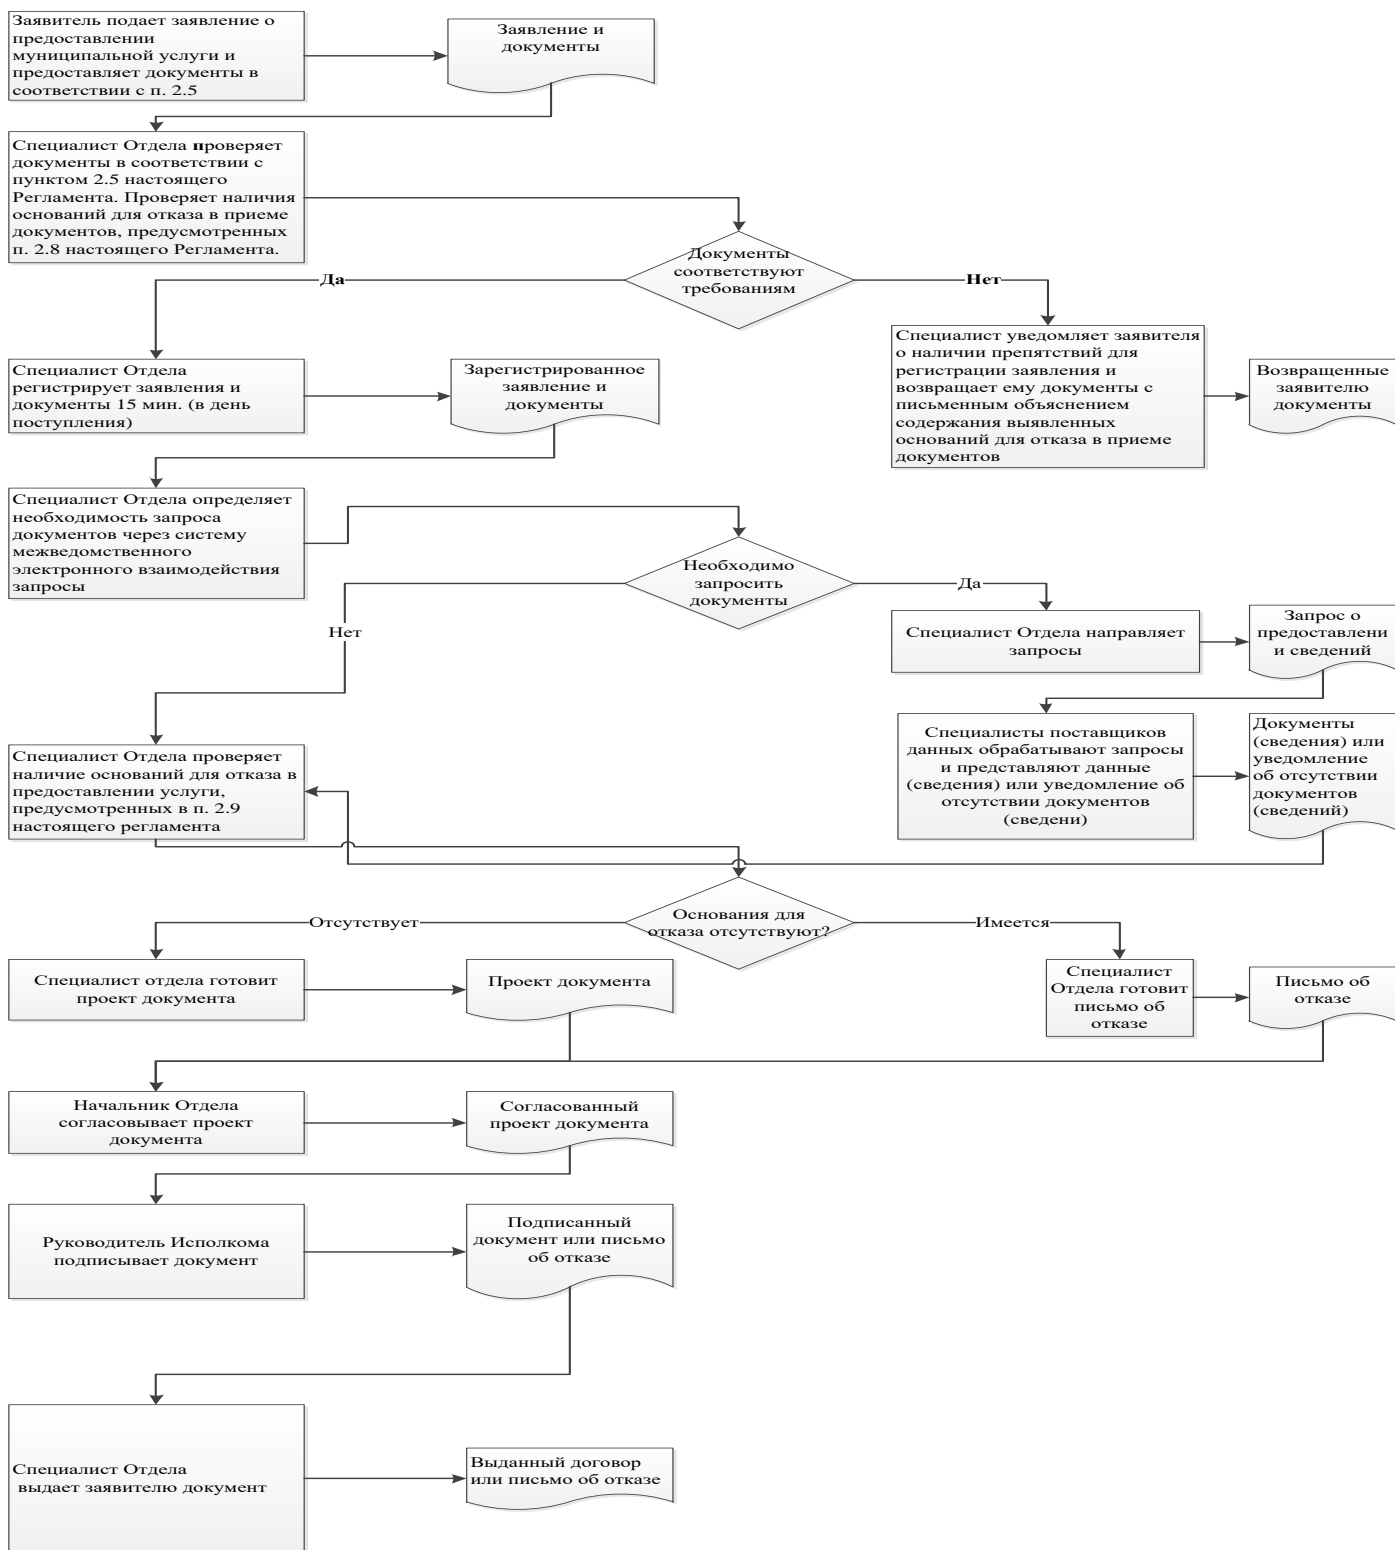 Заявитель подает заявление о
предоставлении
муниципальной услуги и
предоставляет документы в
соответствии с п. 2.5
Заявление и
документы
Специалист Отдела проверяет
документы в соответствии с
пунктом 2.5 настоящего
Регламента. Проверяет наличия
оснований для отказа в приеме
документов, предусмотренных
п. 2.8 настоящего Регламента.
Документы
соответствуют
требованиям
Да
Нет
Специалист уведомляет заявителя
о наличии препятствий для
регистрации заявления и
возвращает ему документы с
письменным объяснением
содержания выявленных
оснований для отказа в приеме
документов
Возвращенные
заявителю
документы
Специалист Отдела
регистрирует заявления и
документы 15 мин. (в день
поступления)
Зарегистрированное
заявление и
документы
Специалист Отдела определяет
необходимость запроса
документов через систему
межведомственного
электронного взаимодействия
запросы
Необходимо
запросить
документы
Да
Нет
Специалист Отдела направляет
запросы
Запрос о
предоставлени
и сведений
Специалисты поставщиков
данных обрабатывают запросы
и представляют данные
(сведения) или уведомление об
отсутствии документов
(сведени)
Документы
(сведения) или
уведомление
об отсутствии
документов
(сведений)
Специалист Отдела проверяет
наличие оснований для отказа в
предоставлении услуги,
предусмотренных в п. 2.9
настоящего регламента
Основания для
отказа отсутствуют?
Отсутствует
Имеется
Специалист отдела готовит
проект документа
Проект документа
Специалист
Отдела готовит
письмо об
отказе
Письмо об
отказе
Начальник Отдела
согласовывает проект
документа
Согласованный
проект документа
Руководитель Исполкома
подписывает документ
Подписанный
документ или письмо
об отказе
Специалист Отдела
выдает заявителю документ
Выданный договор
или письмо об отказе